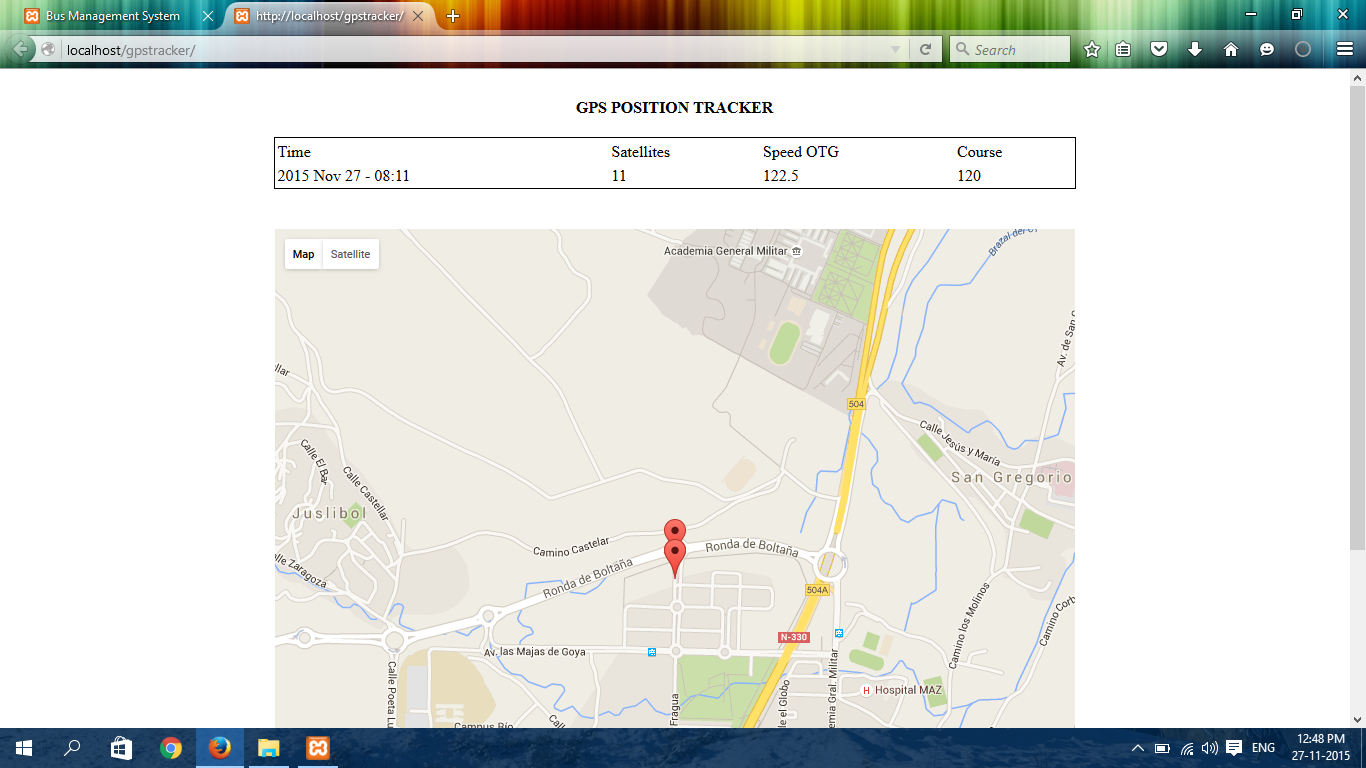 Bus Management System
http://localhost/gpstracker/
localhost/gpstracker/
Search
GPS POSITION TRACKER
Time Satellites Speed OTG Course
2015 Nov 27 - 08:11 11 122.5 120
Map Satellite
Academia General Militar
Brazal del
Av. de San
504
Calle Jesús y María
San Gregorio
Calle El Bar
Calle Castellar
Juslibol
Camino Castelar
Ronda de Boltaña
Ronda de Boltaña
Zaragoza
504A
N-330
Av. las Majas de Goya
Camino los Molinos
Camino Corb
Calle Poeta Lu
Fragua
le el Globo
emia Gral. Militar
H Hospital MAZ
Campus Río
Call
ENG
12:48 PM
27-11-2015